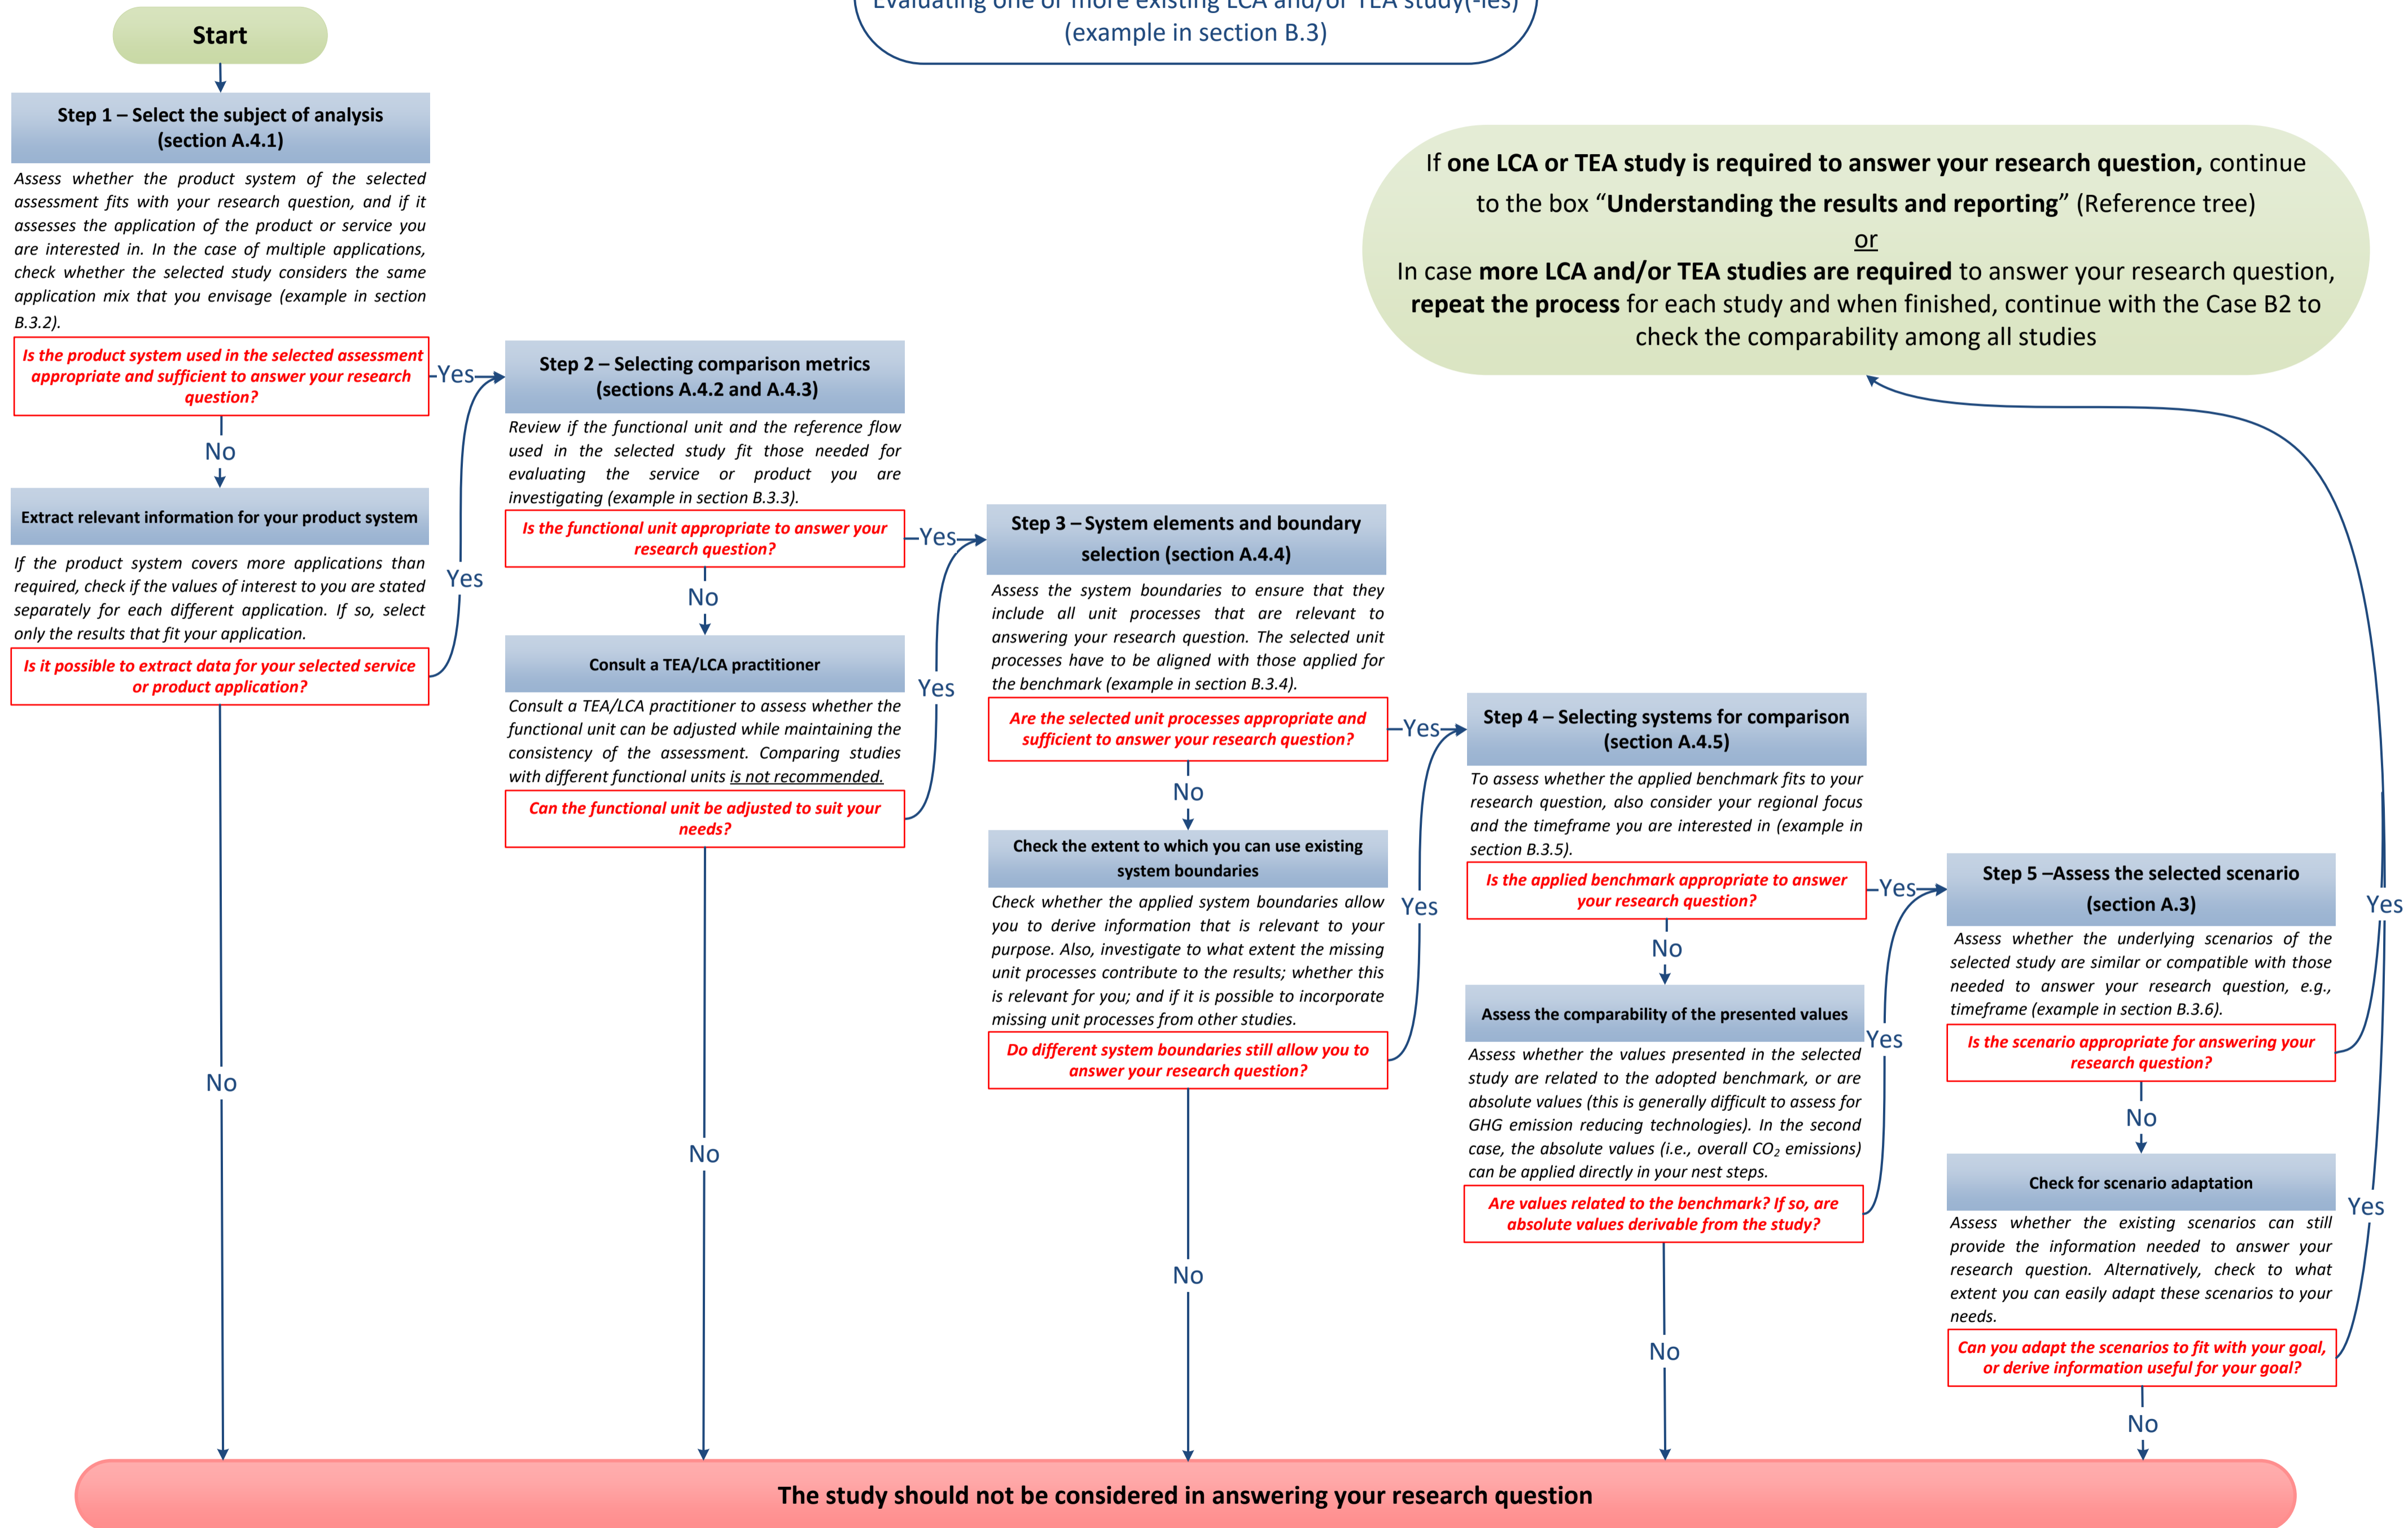 Evaluating one or more existing LCA and/or TEA study(-ies)
(example in section B.3)
Start
Step 1 – Select the subject of analysis
(section A.4.1)
Assess whether the product system of the selected
assessment fits with your research question, and if it
assesses the application of the product or service you
are interested in. In the case of multiple applications,
check whether the selected study considers the same
application mix that you envisage (example in section
B.3.2).
Is the product system used in the selected assessment
appropriate and sufficient to answer your research
question?
Yes
No
Extract relevant information for your product system
If the product system covers more applications than
required, check if the values of interest to you are stated
separately for each different application. If so, select
only the results that fit your application.
Is it possible to extract data for your selected service
or product application?
Yes
No
Step 2 – Selecting comparison metrics
(sections A.4.2 and A.4.3)
Review if the functional unit and the reference flow
used in the selected study fit those needed for
evaluating the service or product you are
investigating (example in section B.3.3).
Is the functional unit appropriate to answer your
research question?
Yes
No
Consult a TEA/LCA practitioner
Consult a TEA/LCA practitioner to assess whether the
functional unit can be adjusted while maintaining the
consistency of the assessment. Comparing studies
with different functional units is not recommended.
Can the functional unit be adjusted to suit your
needs?
Yes
No
Step 3 – System elements and boundary
selection (section A.4.4)
Assess the system boundaries to ensure that they
include all unit processes that are relevant to
answering your research question. The selected unit
processes have to be aligned with those applied for
the benchmark (example in section B.3.4).
Are the selected unit processes appropriate and
sufficient to answer your research question?
Yes
No
Check the extent to which you can use existing
system boundaries
Check whether the applied system boundaries allow
you to derive information that is relevant to your
purpose. Also, investigate to what extent the missing
unit processes contribute to the results; whether this
is relevant for you; and if it is possible to incorporate
missing unit processes from other studies.
Do different system boundaries still allow you to
answer your research question?
Yes
No
Step 4 – Selecting systems for comparison
(section A.4.5)
To assess whether the applied benchmark fits to your
research question, also consider your regional focus
and the timeframe you are interested in (example in
section B.3.5).
Is the applied benchmark appropriate to answer
your research question?
Yes
No
Assess the comparability of the presented values
Assess whether the values presented in the selected
study are related to the adopted benchmark, or are
absolute values (this is generally difficult to assess for
GHG emission reducing technologies). In the second
case, the absolute values (i.e., overall CO₂ emissions)
can be applied directly in your nest steps.
Are values related to the benchmark? If so, are
absolute values derivable from the study?
Yes
No
Step 5 –Assess the selected scenario
(section A.3)
Assess whether the underlying scenarios of the
selected study are similar or compatible with those
needed to answer your research question, e.g.,
timeframe (example in section B.3.6).
Is the scenario appropriate for answering your
research question?
Yes
No
Check for scenario adaptation
Assess whether the existing scenarios can still
provide the information needed to answer your
research question. Alternatively, check to what
extent you can easily adapt these scenarios to your
needs.
Can you adapt the scenarios to fit with your goal,
or derive information useful for your goal?
Yes
No
If one LCA or TEA study is required to answer your research question, continue
to the box “Understanding the results and reporting” (Reference tree)
or
In case more LCA and/or TEA studies are required to answer your research question,
repeat the process for each study and when finished, continue with the Case B2 to
check the comparability among all studies
The study should not be considered in answering your research question